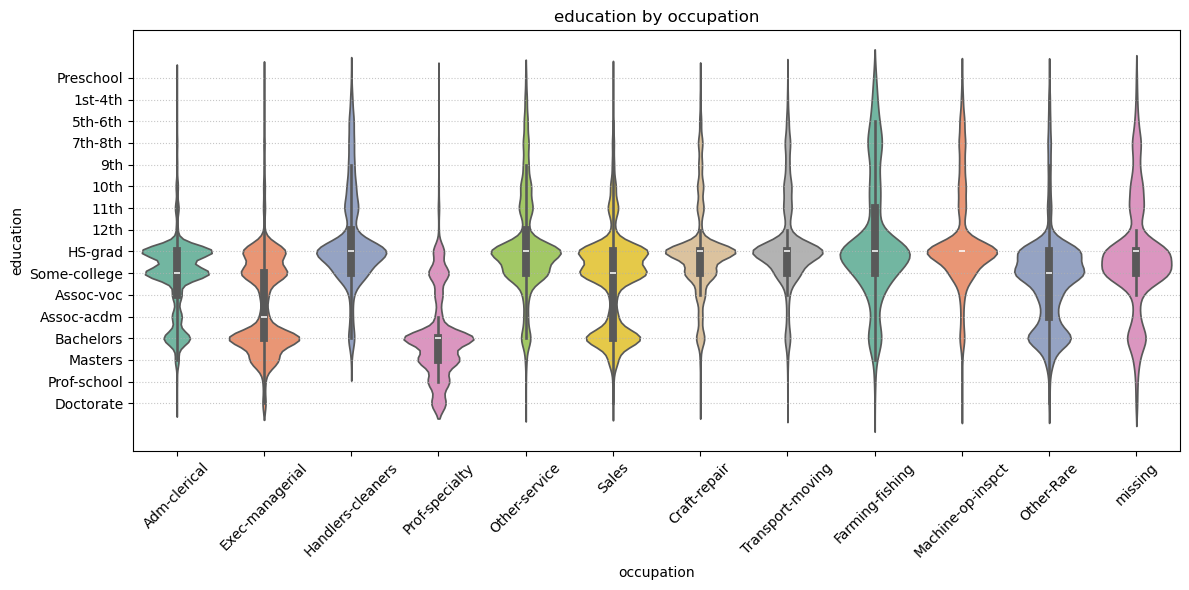 education by occupation
education
Preschool
1st-4th
5th-6th
7th-8th
9th
10th
11th
12th
HS-grad
Some-college
Assoc-voc
Assoc-acdm
Bachelors
Masters
Prof-school
Doctorate
Adm-clerical
Exec-managerial
Handlers-cleaners
Prof-specialty
Other-service
Sales
Craft-repair
Transport-moving
Farming-fishing
Machine-op-inspct
Other-Rare
missing
occupation